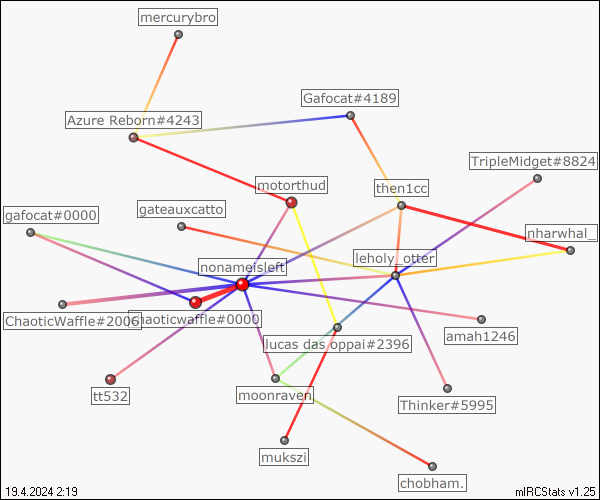 mercurybro
Gafocat#4189
Azure Reborn#4243
TripleMidget#8824
motorthud
then1cc
gateauxcatto
gafocat#0000
nharwhal_
leholy_otter
nonameisleft
ChaoticWaffle#2006
chaoticwaffle#0000
amah1246
lucas das oppai#2396
tt532
moonraven
Thinker#5995
mukszi
chobham.
19.4.2024 2:19
mIRCStats v1.25